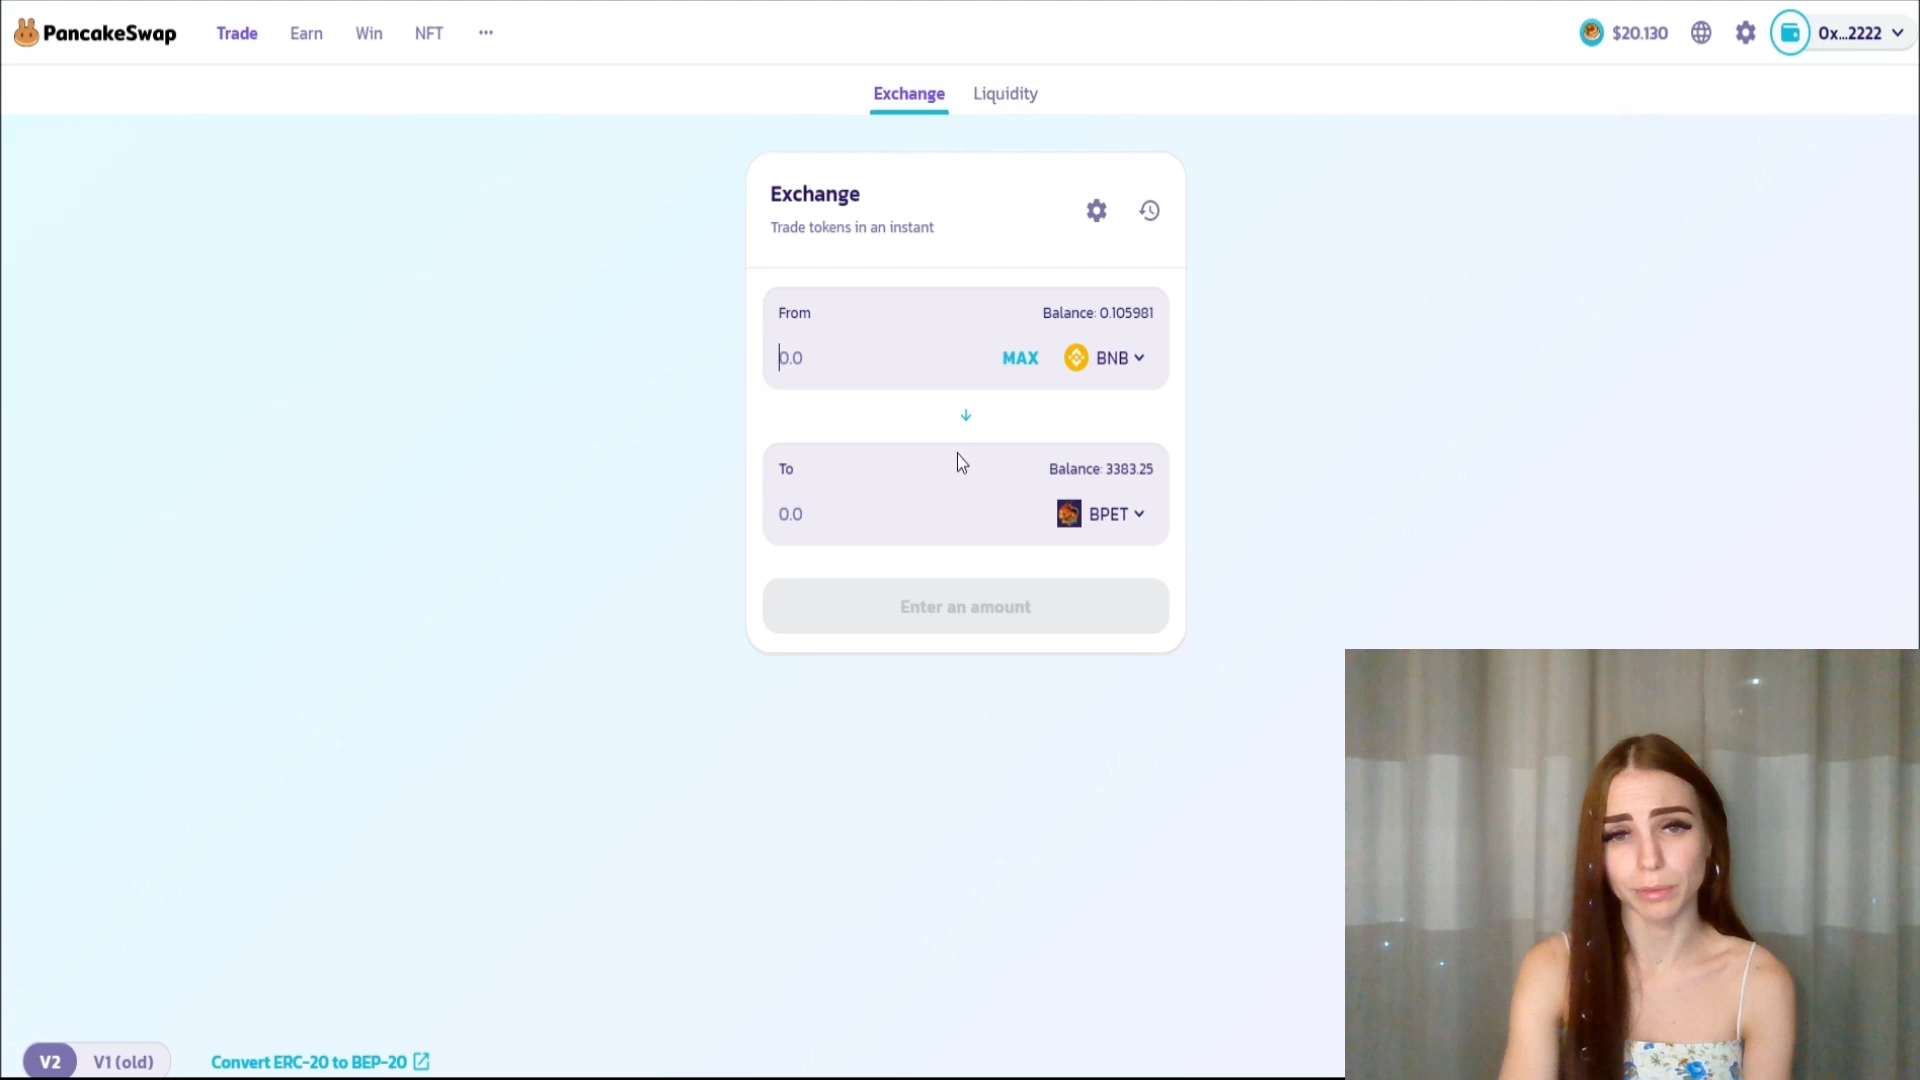 PancakeSwap Trade Earn Win NFT $20.130 0x...2222
Exchange Liquidity
Exchange
Trade tokens in an instant
From Balance: 0.105981
0.0 MAX BNB
To Balance: 3383.25
0.0 BPET
Enter an amount
V2 V1 (old) Convert ERC-20 to BEP-20